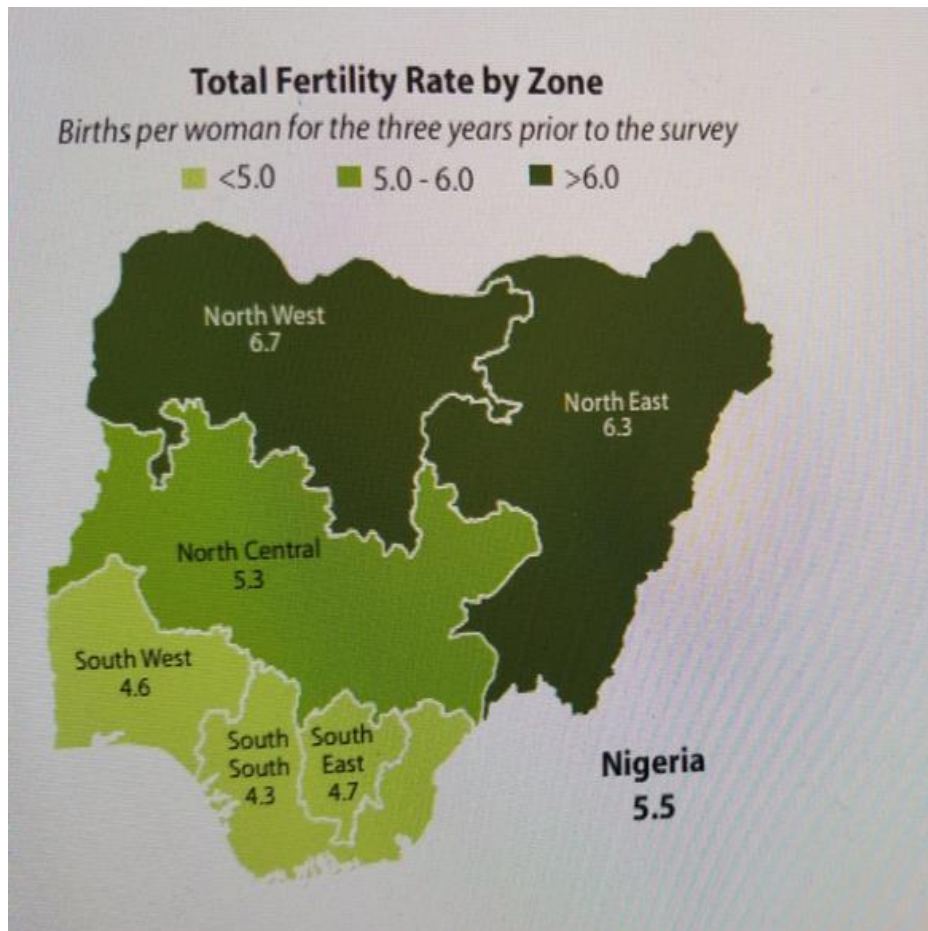 Total Fertility Rate by Zone
Births per woman for the three years prior to the survey
<5.0 5.0 - 6.0 >6.0
North West
6.7
North East
6.3
North Central
5.3
South West
4.6
South
South
4.3
South
East
4.7
Nigeria
5.5